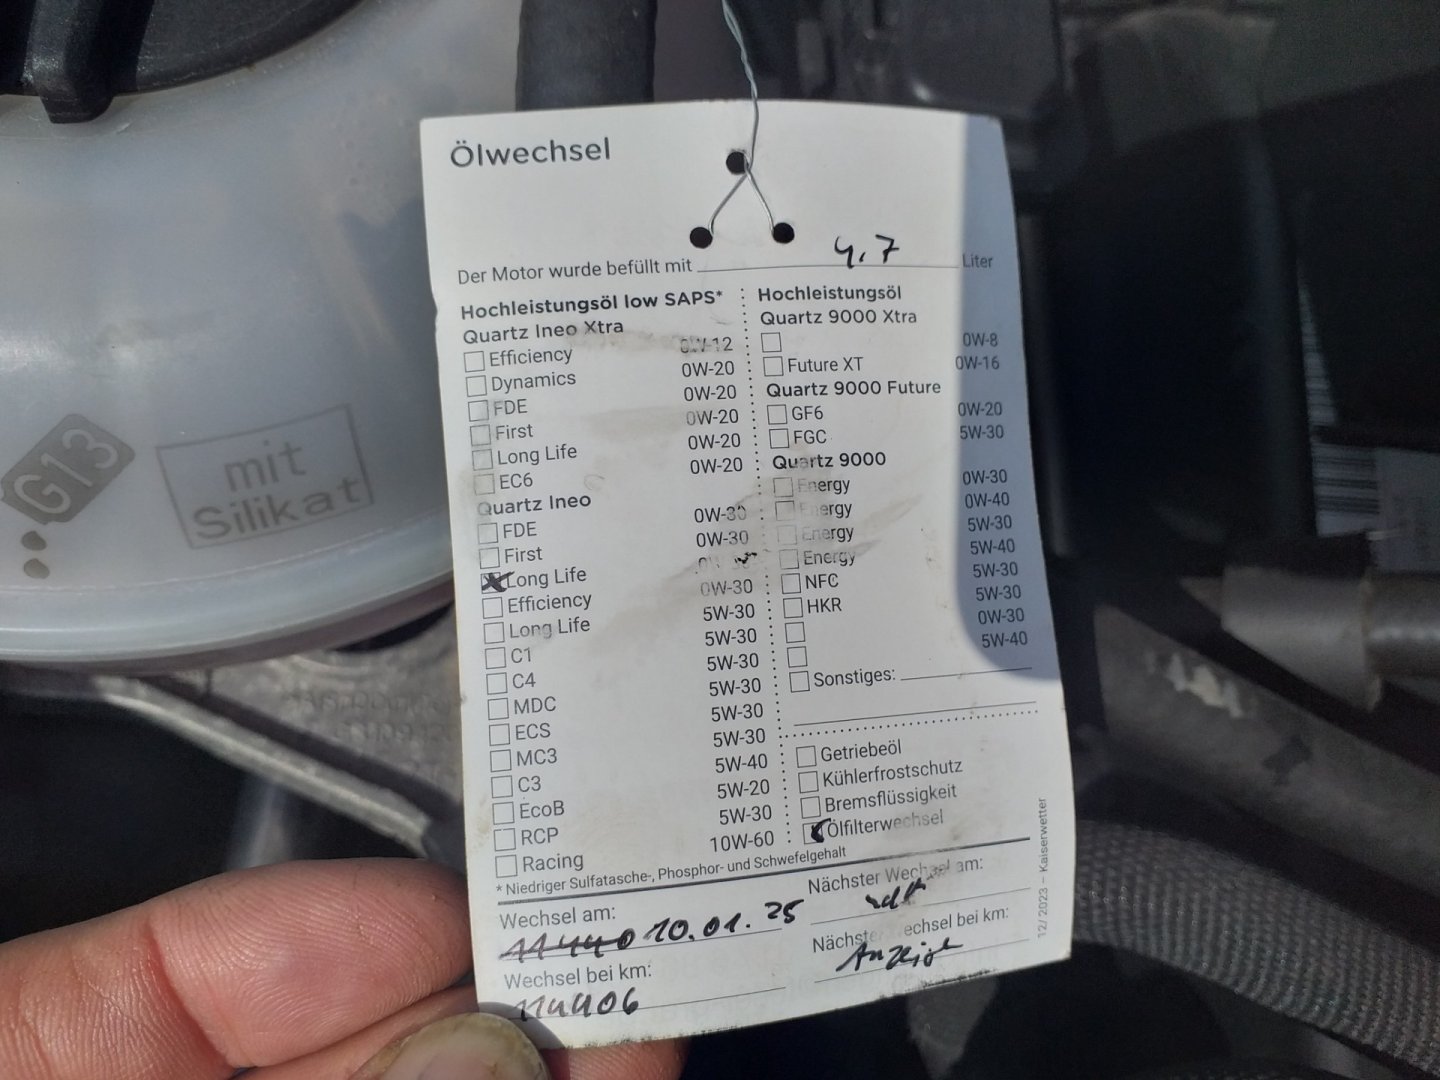 Ölwechsel
Der Motor wurde befüllt mit 4,7 Liter
Hochleistungsöl low SAPS*
Quartz Ineo Xtra
Efficiency 0W-12
Dynamics 0W-20
FDE 0W-20
First 0W-20
Long Life 0W-20
EC6 0W-20
Quartz Ineo
FDE 0W-30
First 0W-30
Long Life
Efficiency 0W-30
Long Life 5W-30
C1 5W-30
C4 5W-30
MDC 5W-30
ECS 5W-30
MC3 5W-30
C3 5W-40
EcoB 5W-20
RCP 5W-30
Racing 10W-60
* Niedriger Sulfatasche-, Phosphor- und Schwefelgehalt
Hochleistungsöl
Quartz 9000 Xtra
0W-8
Future XT 0W-16
Quartz 9000 Future
GF6 0W-20
FGC 5W-30
Quartz 9000
Energy 0W-30
Energy 0W-40
Energy 5W-30
Energy 5W-40
NFC 5W-30
HKR 5W-30
0W-30
5W-40
Sonstiges:
Getriebeöl
Kühlerfrostschutz
Bremsflüssigkeit
Ölfilterwechsel
Wechsel am:
11440 10.01.25
Wechsel bei km:
114406
Nächster Wechsel am:
Nächster Wechsel bei km:
Anzeige
12/2023 – Kaiserwetter
G13
mit
Silikat